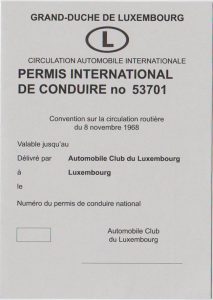 GRAND-DUCHE DE LUXEMBOURG
L
CIRCULATION AUTOMOBILE INTERNATIONALE
PERMIS INTERNATIONAL
DE CONDUIRE no 53701
Convention sur la circulation routière
du 8 novembre 1968
Valable jusqu'au
Délivré par Automobile Club du Luxembourg
à Luxembourg
le
Numéro du permis de conduire national
Automobile Club
du Luxembourg